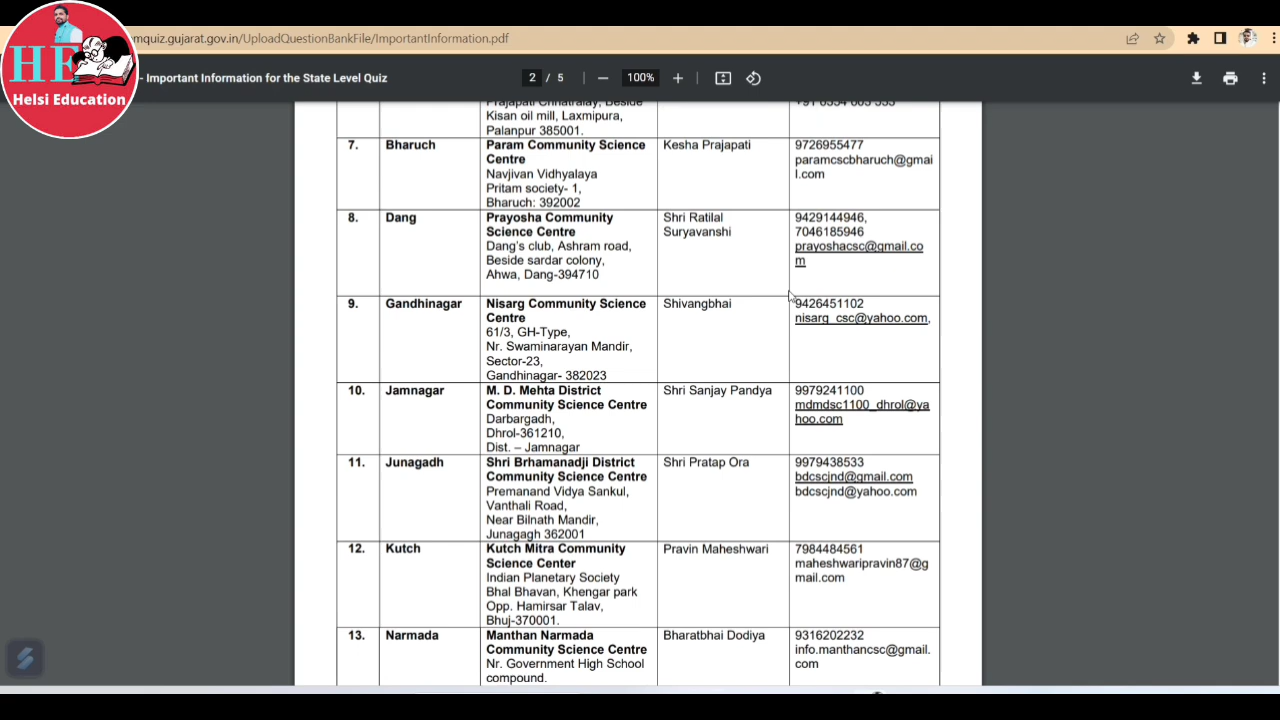 HE
Helsi Education
mquiz.gujarat.gov.in/UploadQuestionBankFile/ImportantInformation.pdf
- Important Information for the State Level Quiz
2 / 5
100%
Prajapati Chhatralay, Beside
Kisan oil mill, Laxmipura,
Palanpur 385001.
7. Bharuch
Param Community Science
Centre
Navjivan Vidhyalaya
Pritam society- 1,
Bharuch: 392002
Kesha Prajapati
9726955477
paramcscbharuch@gmai
l.com
8. Dang
Prayosha Community
Science Centre
Dang's club, Ashram road,
Beside sardar colony,
Ahwa, Dang-394710
Shri Ratilal
Suryavanshi
9429144946,
7046185946
prayoshacsc@gmail.co
m
9. Gandhinagar
Nisarg Community Science
Centre
61/3, GH-Type,
Nr. Swaminarayan Mandir,
Sector-23,
Gandhinagar- 382023
Shivangbhai
9426451102
nisarg_csc@yahoo.com,
10. Jamnagar
M. D. Mehta District
Community Science Centre
Darbargadh,
Dhrol-361210,
Dist. – Jamnagar
Shri Sanjay Pandya
9979241100
mdmdsc1100_dhrol@ya
hoo.com
11. Junagadh
Shri Brhamanadji District
Community Science Centre
Premanand Vidya Sankul,
Vanthali Road,
Near Bilnath Mandir,
Junagagh 362001
Shri Pratap Ora
9979438533
bdcscjnd@gmail.com
bdcscjnd@yahoo.com
12. Kutch
Kutch Mitra Community
Science Center
Indian Planetary Society
Bhal Bhavan, Khengar park
Opp. Hamirsar Talav,
Bhuj-370001.
Pravin Maheshwari
7984484561
maheshwaripravin87@g
mail.com
13. Narmada
Manthan Narmada
Community Science Centre
Nr. Government High School
compound.
Bharatbhai Dodiya
9316202232
info.manthancsc@gmail.
com